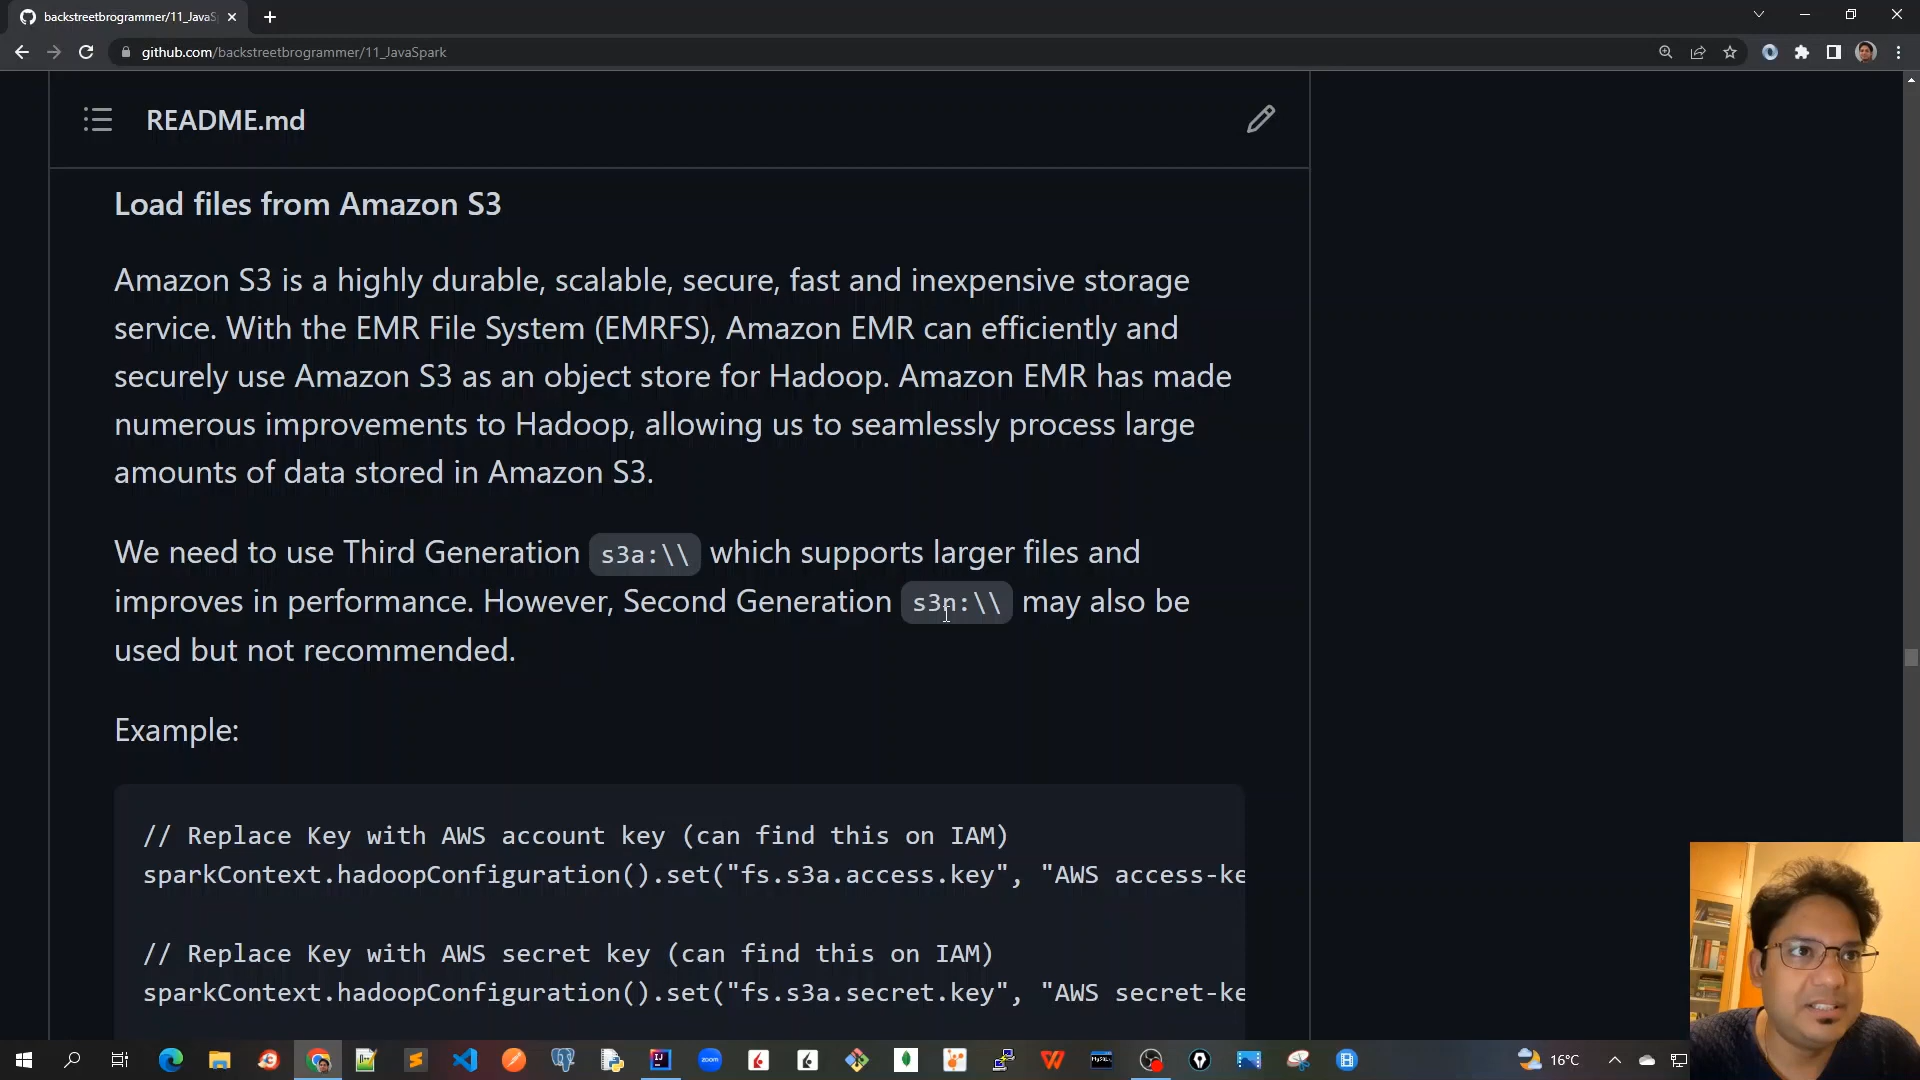 backstreetbrogrammer/11_JavaS
github.com/backstreetbrogrammer/11_JavaSpark
README.md
Load files from Amazon S3
Amazon S3 is a highly durable, scalable, secure, fast and inexpensive storage
service. With the EMR File System (EMRFS), Amazon EMR can efficiently and
securely use Amazon S3 as an object store for Hadoop. Amazon EMR has made
numerous improvements to Hadoop, allowing us to seamlessly process large
amounts of data stored in Amazon S3.
We need to use Third Generation s3a:\\ which supports larger files and
improves in performance. However, Second Generation s3n:\\ may also be
used but not recommended.
Example:
// Replace Key with AWS account key (can find this on IAM)
sparkContext.hadoopConfiguration().set("fs.s3a.access.key", "AWS access-ke
// Replace Key with AWS secret key (can find this on IAM)
sparkContext.hadoopConfiguration().set("fs.s3a.secret.key", "AWS secret-ke
zoom
16°C